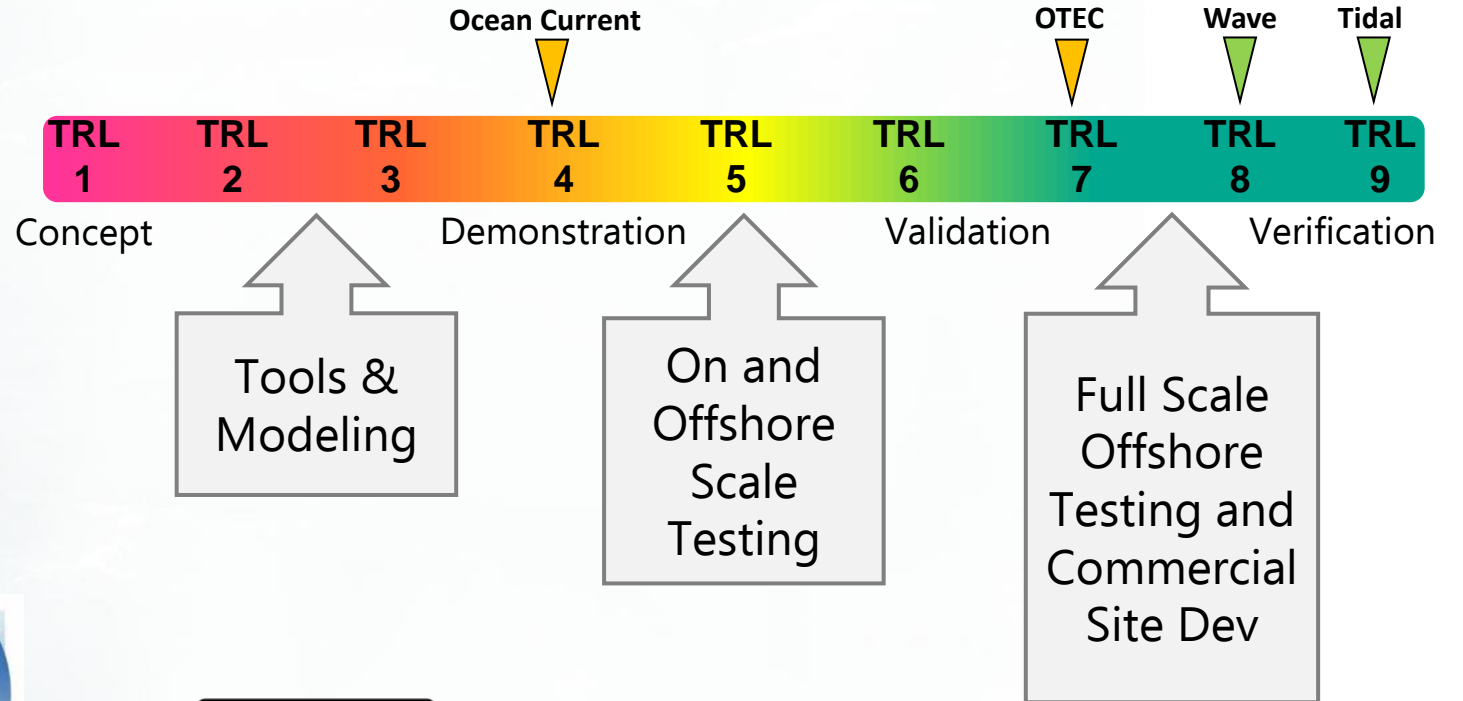 Ocean Current OTEC Wave Tidal
TRL TRL TRL TRL TRL TRL TRL TRL TRL
1 2 3 4 5 6 7 8 9
Concept Demonstration Validation Verification
Tools &
Modeling
On and
Offshore
Scale
Testing
Full Scale
Offshore
Testing and
Commercial
Site Dev